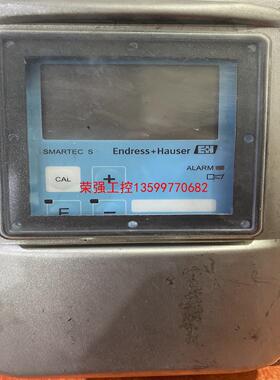 SMARTEC S Endress+Hauser EH
ALARM
CAL +
荣强工控13599770682
E −